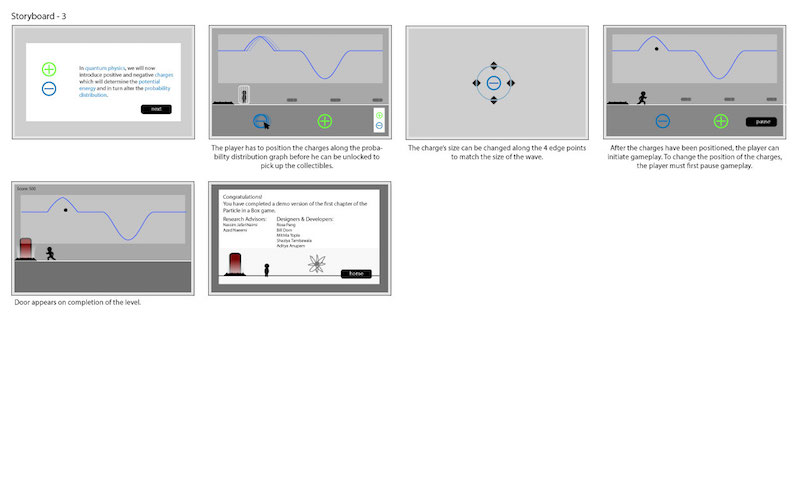 Storyboard - 3
In quantum physics, we will now
introduce positive and negative charges
which will determine the potential
energy and in turn alter the probability
distribution.
next
The player has to position the charges along the proba-
bility distribution graph before he can be unlocked to
pick up the collectibles.
The charge's size can be changed along the 4 edge points
to match the size of the wave.
pause
After the charges have been positioned, the player can
initiate gameplay. To change the position of the charges,
the player must first pause gameplay.
Score: 500
Door appears on completion of the level.
Congratulations!
You have completed a demo version of the first chapter of the
Particle in a Box game.
Research Advisors:
Azad Naeemi
Designers & Developers:
Rose Peng
Bill Dorn
Shaziya Tambawala
Aditya Anupam
home